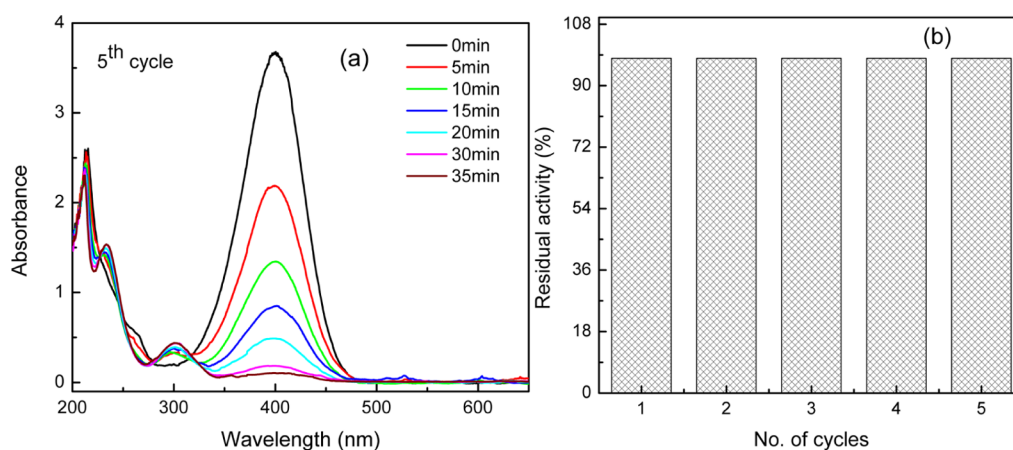 5th cycle
(a)
0min
5min
10min
15min
20min
30min
35min
Absorbance
4
3
2
1
0
200
300
400
500
600
Wavelength (nm)
(b)
Residual activity (%)
108
90
72
54
36
18
0
1
2
3
4
5
No. of cycles